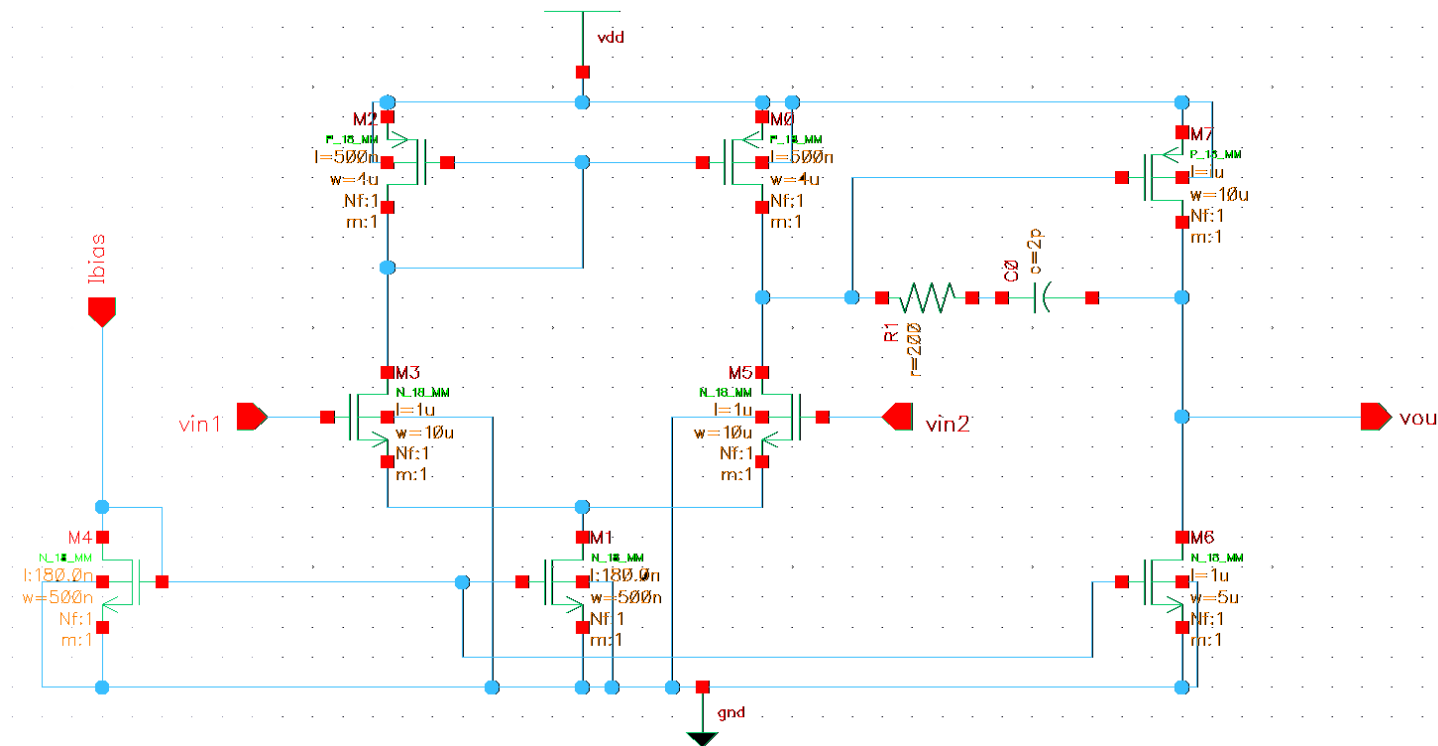 vdd
M2
P_18_MM
l=500n
w=4u
Nf:1
m:1
M0
P_18_MM
l=500n
w=4u
Nf:1
m:1
M7
P_18_MM
l=1u
w=10u
Nf:1
m:1
Ibias
R1
r=200
C0
c=2p
vin1
M3
N_18_MM
l=1u
w=10u
Nf:1
m:1
M5
N_18_MM
l=1u
w=10u
Nf:1
m:1
vin2
vou
M4
N_18_MM
l:180.0n
w=500n
Nf:1
m:1
M1
N_18_MM
l:180.0n
w=500n
Nf:1
m:1
M6
N_18_MM
l=1u
w=5u
Nf:1
m:1
gnd